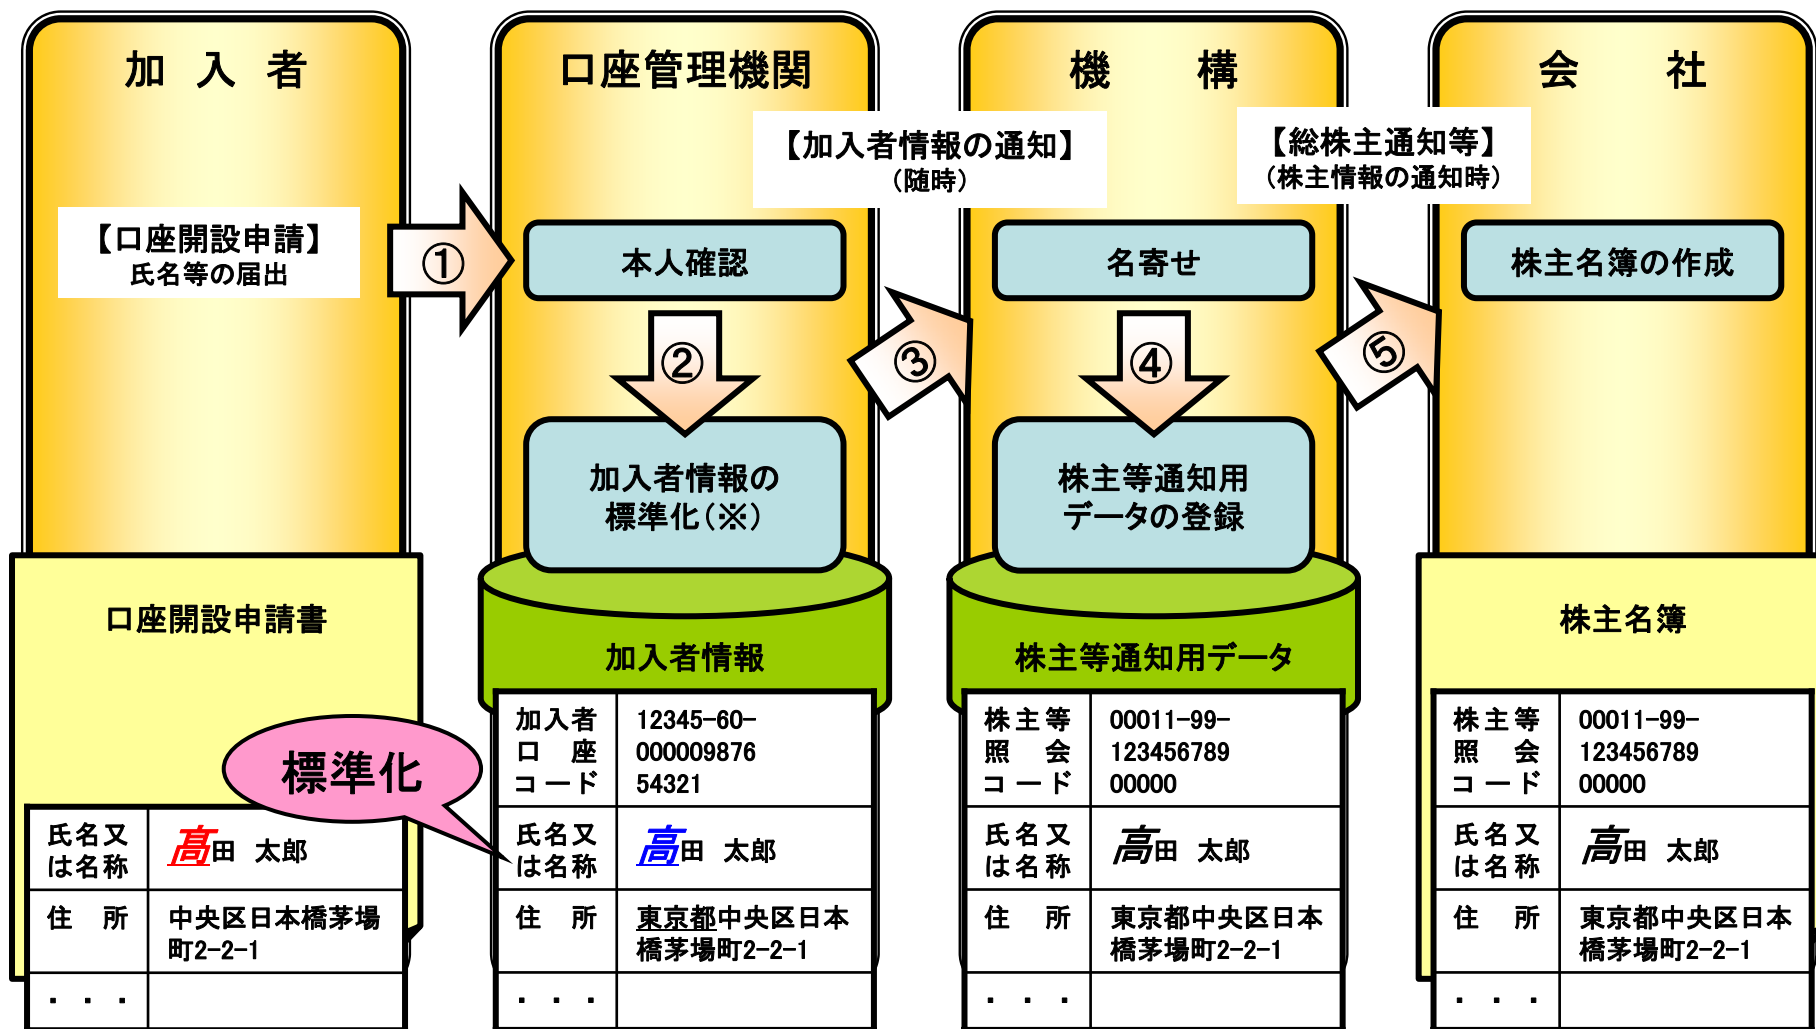 加 入 者
【口座開設申請】
氏名等の届出
①
口座開設申請書
氏名又
は名称
髙田 太郎
住 所
中央区日本橋茅場
町2-2-1
・・・
口座管理機関
【加入者情報の通知】
(随時)
本人確認
②
③
加入者情報の
標準化(※)
加入者情報
標準化
加入者
口 座
コード
12345-60-
000009876
54321
氏名又
は名称
高田 太郎
住 所
東京都中央区日本
橋茅場町2-2-1
・・・
機 構
【総株主通知等】
(株主情報の通知時)
名寄せ
④
⑤
株主等通知用
データの登録
株主等通知用データ
株主等
照 会
コード
00011-99-
123456789
00000
氏名又
は名称
高田 太郎
住 所
東京都中央区日本
橋茅場町2-2-1
・・・
会 社
株主名簿の作成
株主名簿
株主等
照 会
コード
00011-99-
123456789
00000
氏名又
は名称
高田 太郎
住 所
東京都中央区日本
橋茅場町2-2-1
・・・